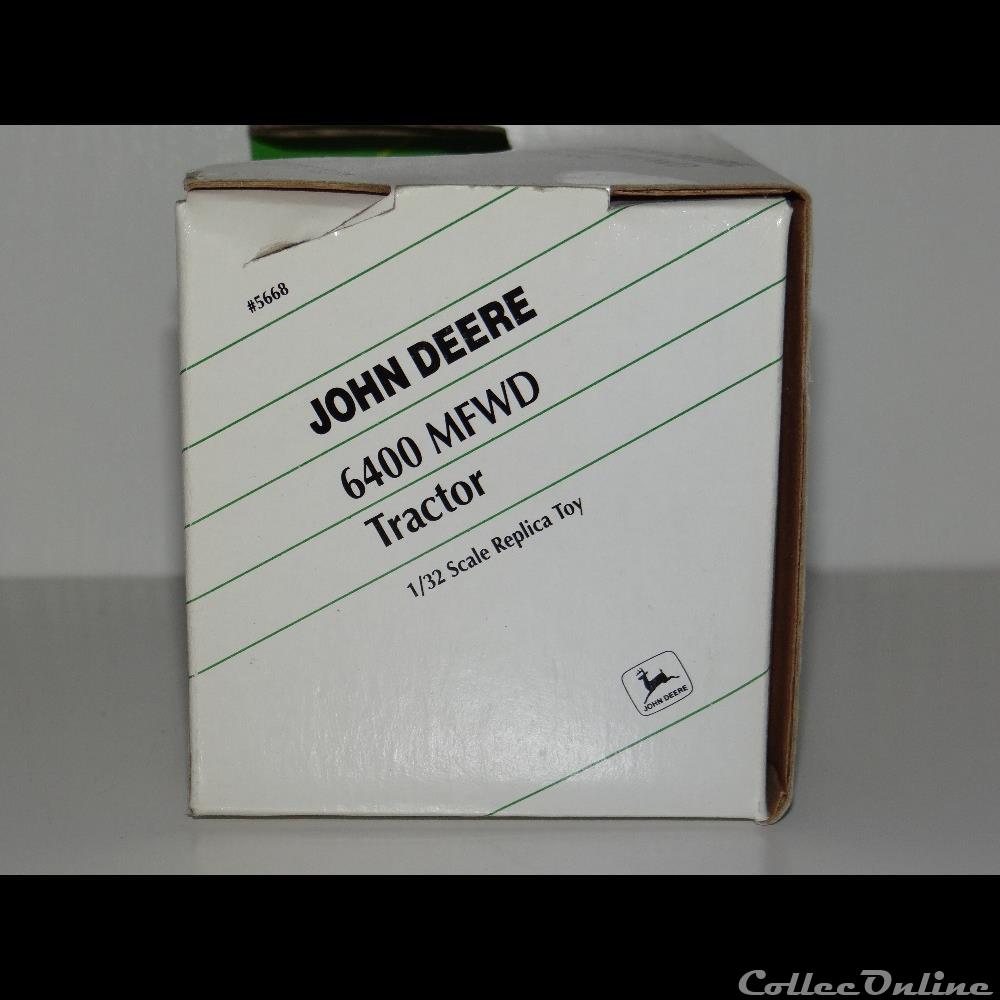 #5668
JOHN DEERE
6400 MFWD
Tractor
1/32 Scale Replica Toy
JOHN DEERE
CollecOnline